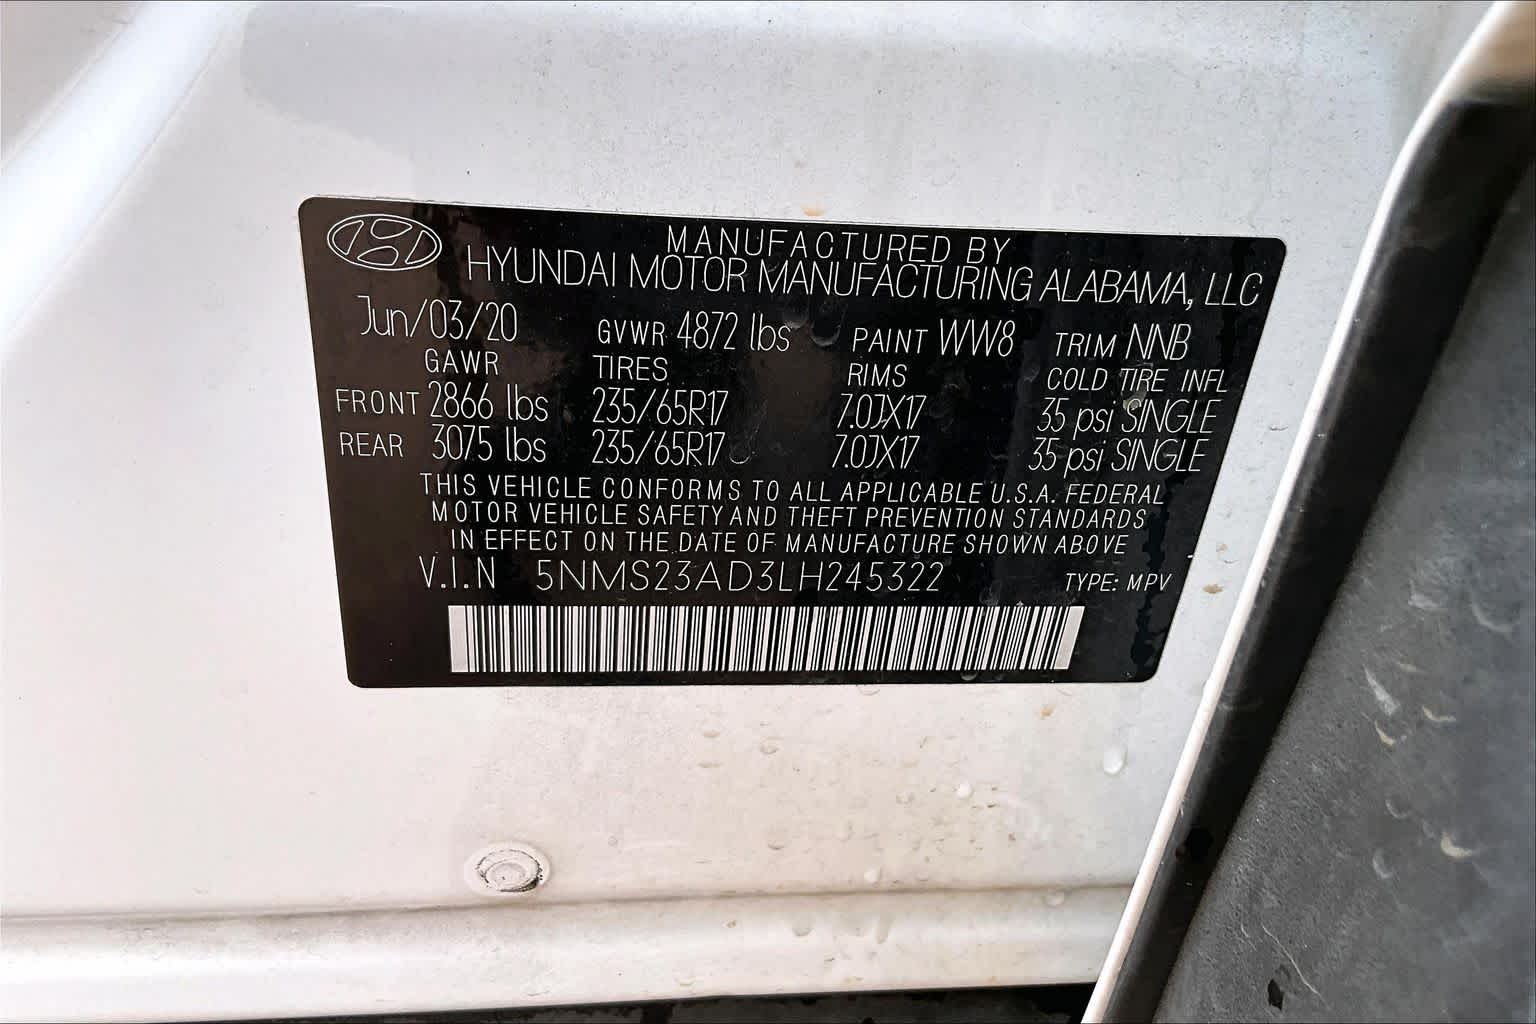 MANUFACTURED BY
HYUNDAI MOTOR MANUFACTURING ALABAMA, LLC
Jun/03/20 GVWR 4872 lbs PAINT WW8 TRIM NNB
GAWR TIRES RIMS COLD TIRE INFL
FRONT 2866 lbs 235/65R17 7.0JX17 35 psi SINGLE
REAR 3075 lbs 235/65R17 7.0JX17 35 psi SINGLE
THIS VEHICLE CONFORMS TO ALL APPLICABLE U.S.A. FEDERAL
MOTOR VEHICLE SAFETY AND THEFT PREVENTION STANDARDS
IN EFFECT ON THE DATE OF MANUFACTURE SHOWN ABOVE
V.I.N 5NMS23AD3LH245322 TYPE: MPV